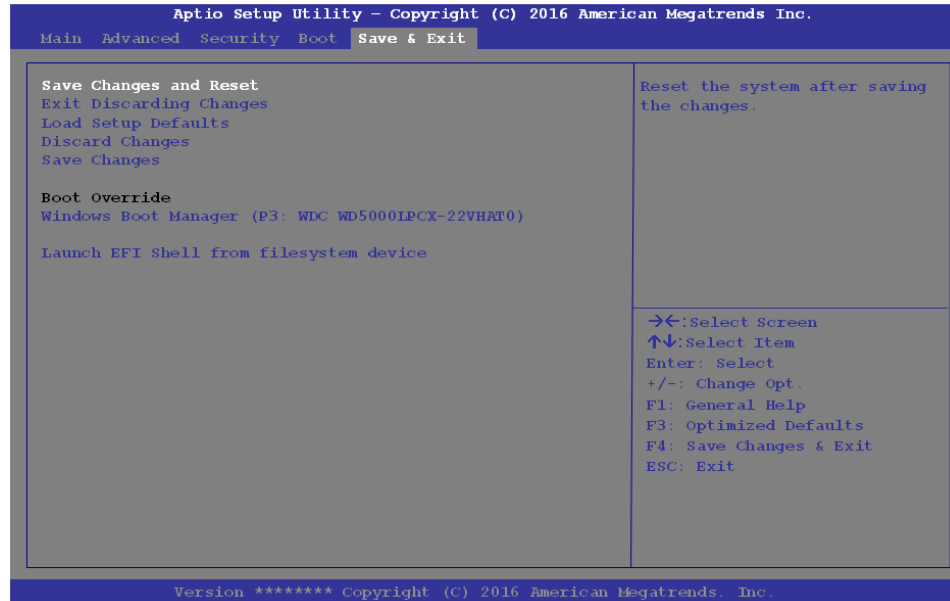 Aptio Setup Utility – Copyright (C) 2016 American Megatrends Inc.
Main Advanced Security Boot Save & Exit
Save Changes and Reset
Exit Discarding Changes
Load Setup Defaults
Discard Changes
Save Changes
Boot Override
Windows Boot Manager (P3: WDC WD5000LPCX-22VHAT0)
Launch EFI Shell from filesystem device
Reset the system after saving
the changes.
→←:Select Screen
↑↓:Select Item
Enter: Select
+/-: Change Opt.
F1: General Help
F3: Optimized Defaults
F4: Save Changes & Exit
ESC: Exit
Version ******** Copyright (C) 2016 American Megatrends. Inc.